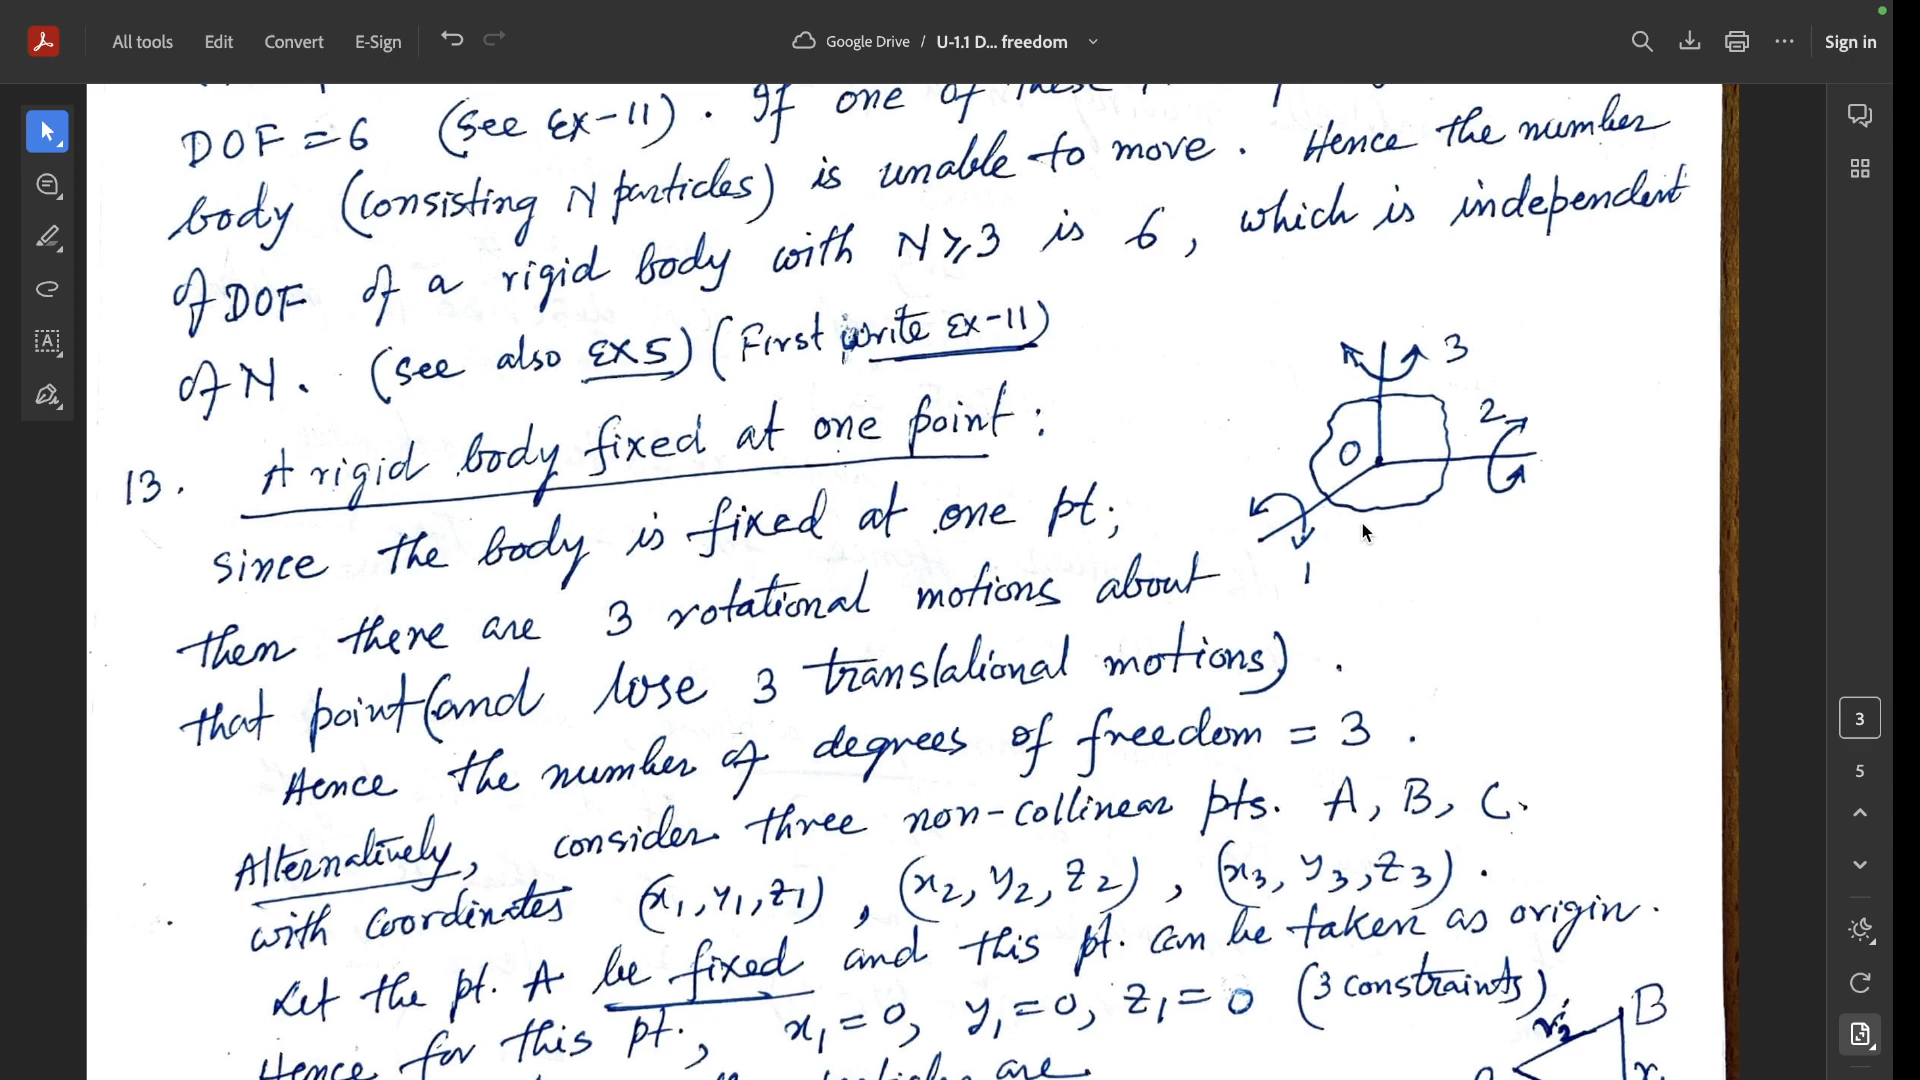 All tools Edit Convert E-Sign Google Drive / U-1.1 D... freedom Sign in
If one of these
DOF = 6 (see Ex-11). 
body (consisting N particles) is unable to move. Hence the number
of DOF of a rigid body with N ≥ 3 is 6, which is independent
of N. (see also EX5) (First write Ex-11)
3
2
O
1
13. A rigid body fixed at one point:
since the body is fixed at one pt;
then there are 3 rotational motions about
that point (and lose 3 translational motions).
Hence the number of degrees of freedom = 3.
Alternatively, consider three non-collinear pts. A, B, C.
with coordinates (x1, y1, z1), (x2, y2, z2), (x3, y3, z3).
Let the pt. A be fixed and this pt. can be taken as origin.
Hence for this pt., x1 = 0, y1 = 0, z1 = 0 (3 constraints)
particles are
B
r2
3
5